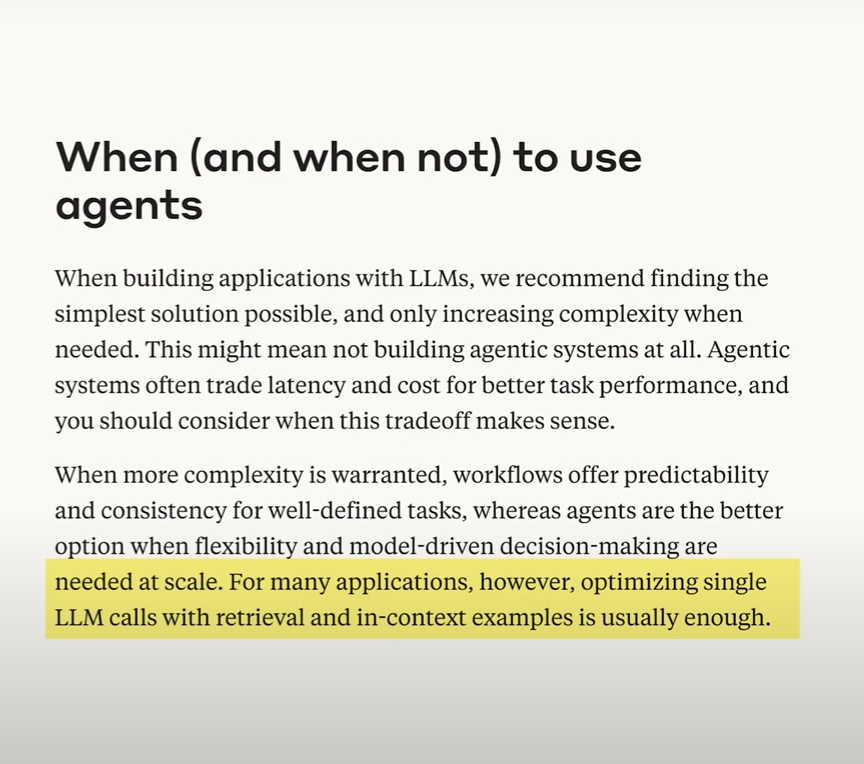 When (and when not) to use
agents
When building applications with LLMs, we recommend finding the
simplest solution possible, and only increasing complexity when
needed. This might mean not building agentic systems at all. Agentic
systems often trade latency and cost for better task performance, and
you should consider when this tradeoff makes sense.
When more complexity is warranted, workflows offer predictability
and consistency for well-defined tasks, whereas agents are the better
option when flexibility and model-driven decision-making are
needed at scale. For many applications, however, optimizing single
LLM calls with retrieval and in-context examples is usually enough.